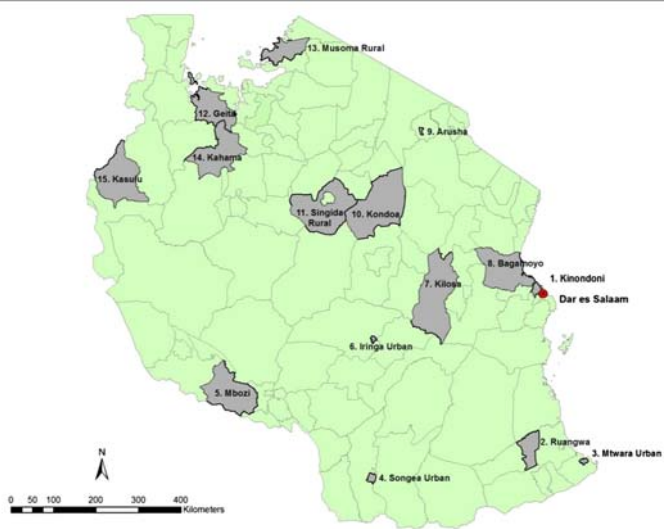 13. Musoma Rural
12. Geita
9. Arusha
14. Kahama
15. Kasulu
11. Singida
Rural
10. Kondoa
8. Bagamoyo
1. Kinondoni
7. Kilosa
Dar es Salaam
6. Iringa Urban
5. Mbozi
2. Ruangwa
3. Mtwara Urban
4. Songea Urban
N
0 50 100 200 300 400
Kilometers